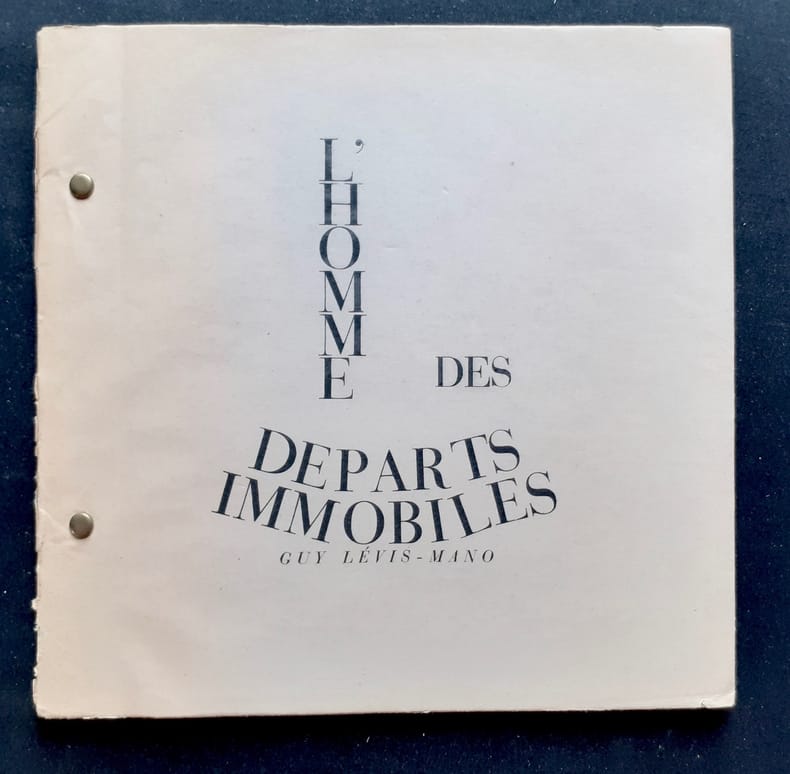 L'HOMME
DES
DEPARTS
IMMOBILES
GUY LÉVIS-MANO